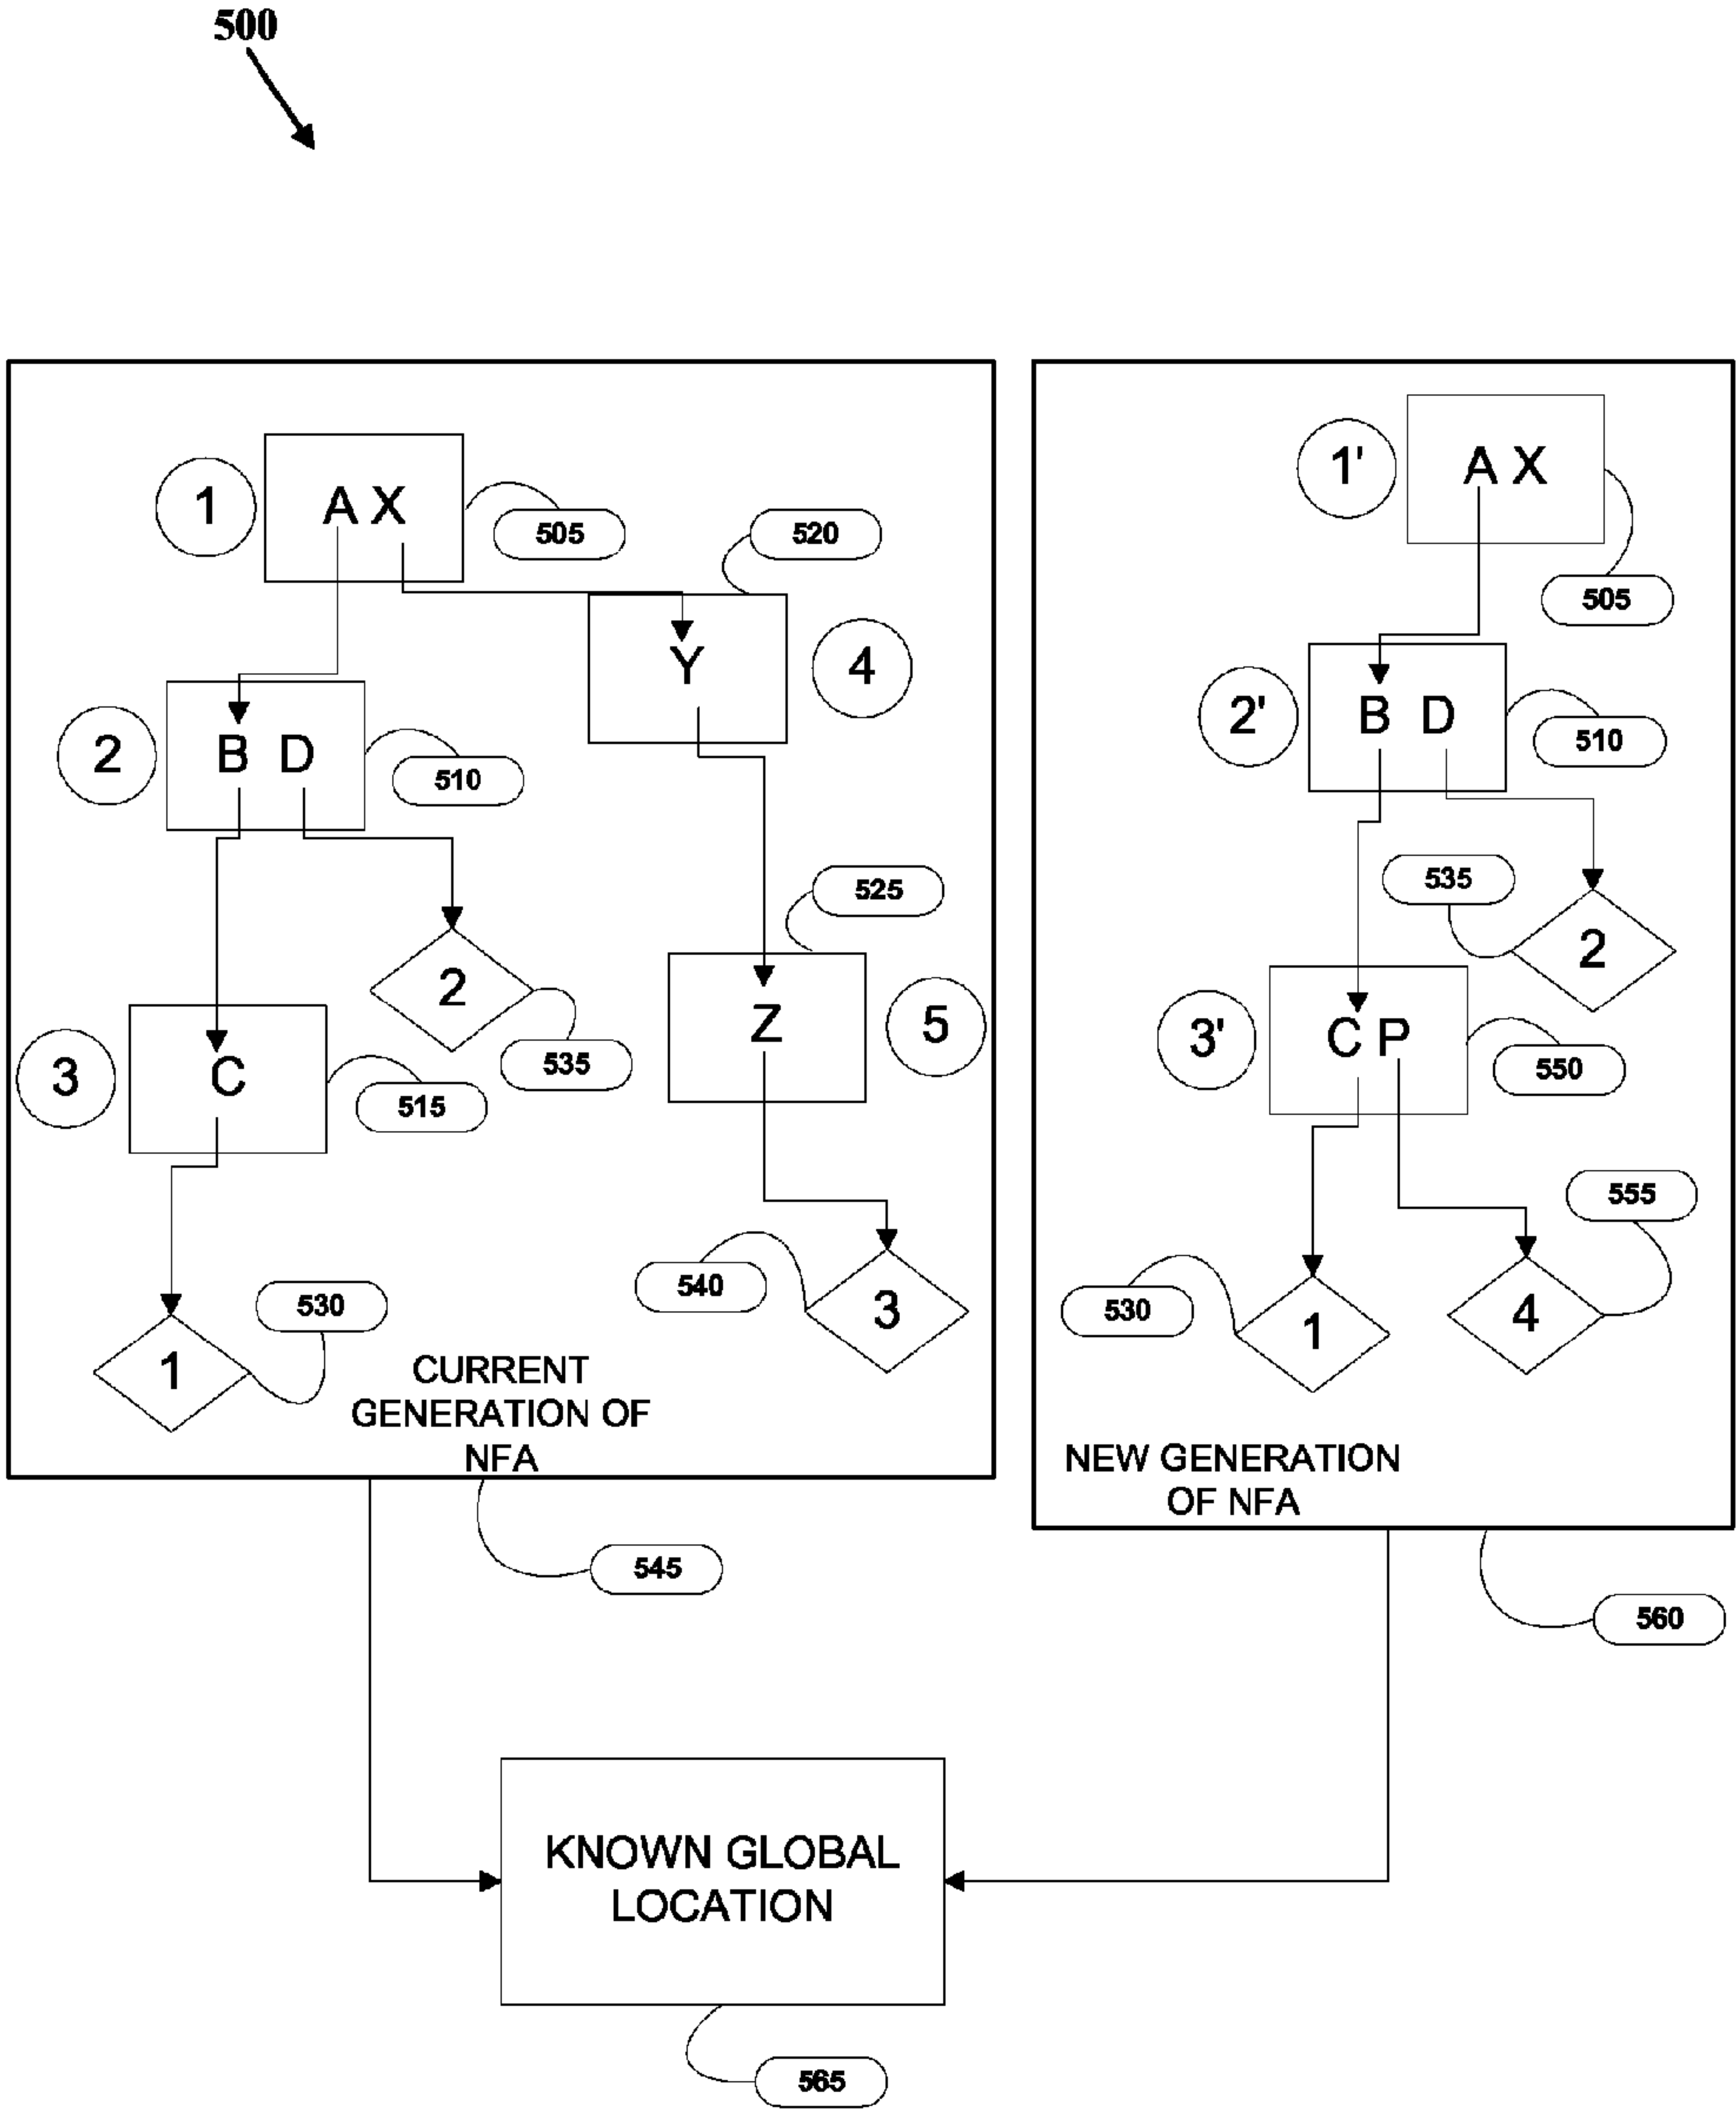 500
1
A X
505
520
Y
4
2
B D
510
525
2
535
Z
5
3
C
515
530
1
540
3
CURRENT
GENERATION OF
NFA
545
1'
A X
505
2'
B D
510
535
2
3'
C P
550
555
530
1
4
NEW GENERATION
OF NFA
560
KNOWN GLOBAL
LOCATION
565